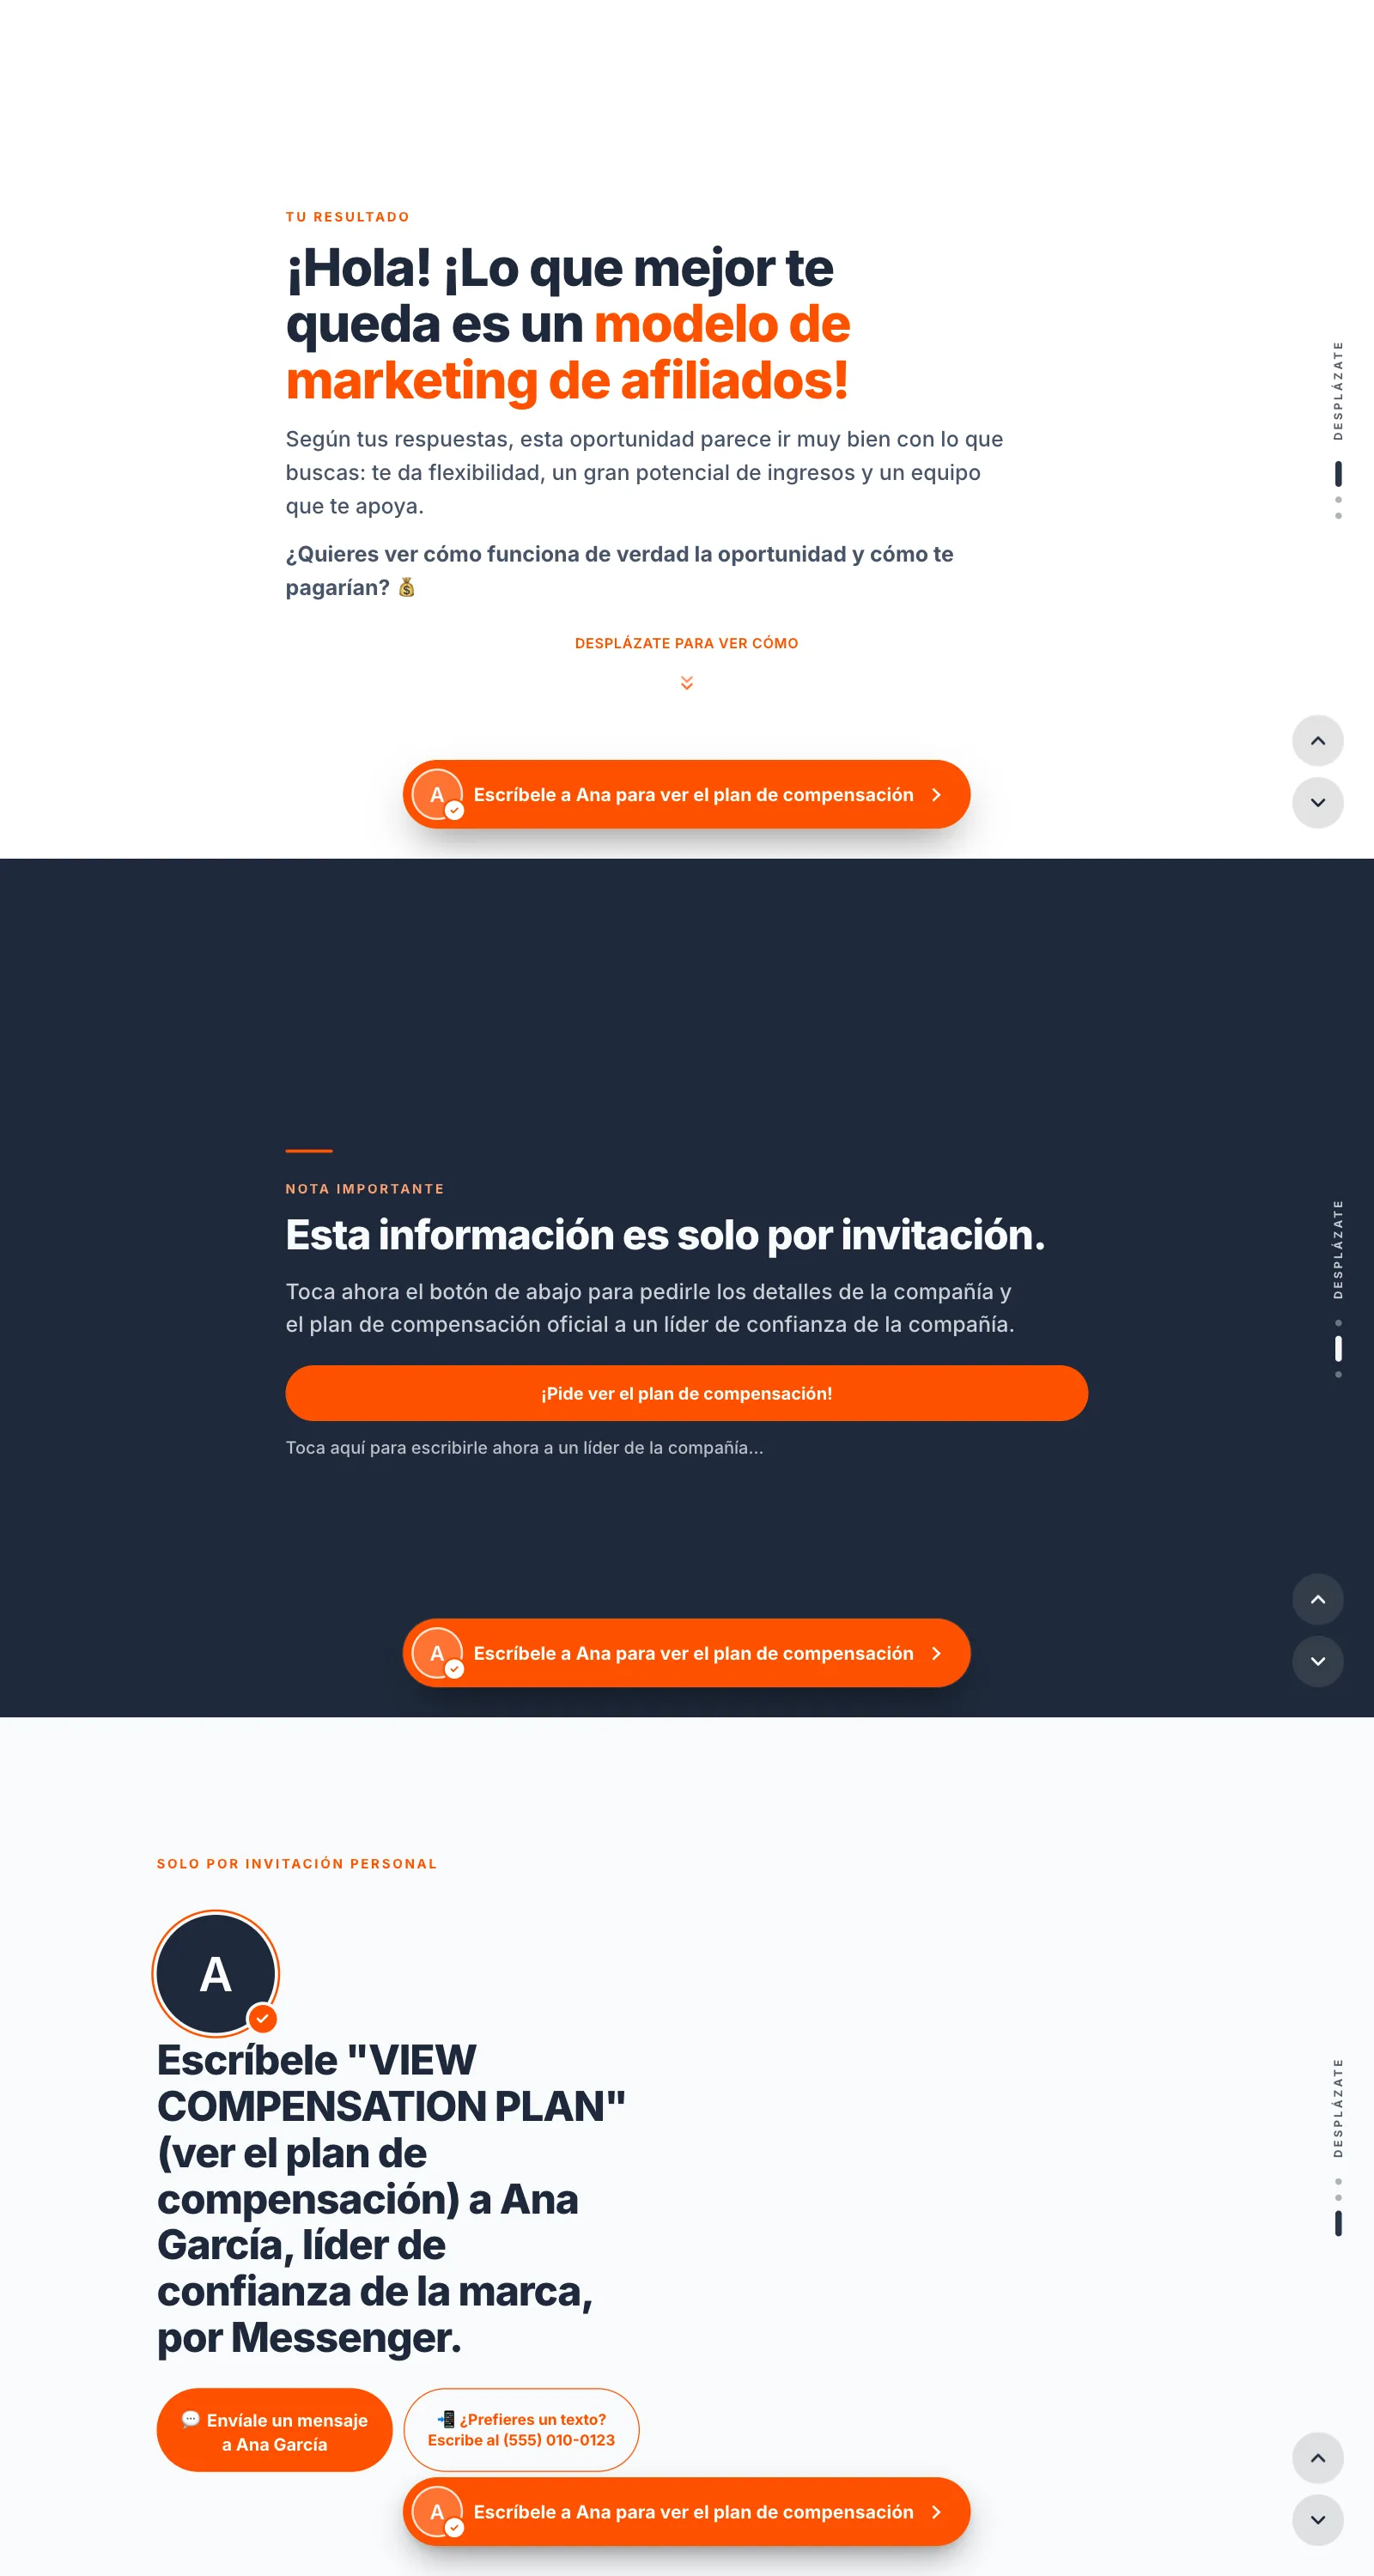 TU RESULTADO
¡Hola! ¡Lo que mejor te
queda es un modelo de
marketing de afiliados!
Según tus respuestas, esta oportunidad parece ir muy bien con lo que
buscas: te da flexibilidad, un gran potencial de ingresos y un equipo
que te apoya.
¿Quieres ver cómo funciona de verdad la oportunidad y cómo te
pagarían? 💰
DESPLÁZATE PARA VER CÓMO
DESPLÁZATE
A
Escríbele a Ana para ver el plan de compensación
NOTA IMPORTANTE
Esta información es solo por invitación.
Toca ahora el botón de abajo para pedirle los detalles de la compañía y
el plan de compensación oficial a un líder de confianza de la compañía.
¡Pide ver el plan de compensación!
Toca aquí para escribirle ahora a un líder de la compañía...
DESPLÁZATE
A
Escríbele a Ana para ver el plan de compensación
SOLO POR INVITACIÓN PERSONAL
A
Escríbele "VIEW
COMPENSATION PLAN"
(ver el plan de
compensación) a Ana
García, líder de
confianza de la marca,
por Messenger.
DESPLÁZATE
💬 Envíale un mensaje
a Ana García
📲 ¿Prefieres un texto?
Escribe al (555) 010-0123
A
Escríbele a Ana para ver el plan de compensación